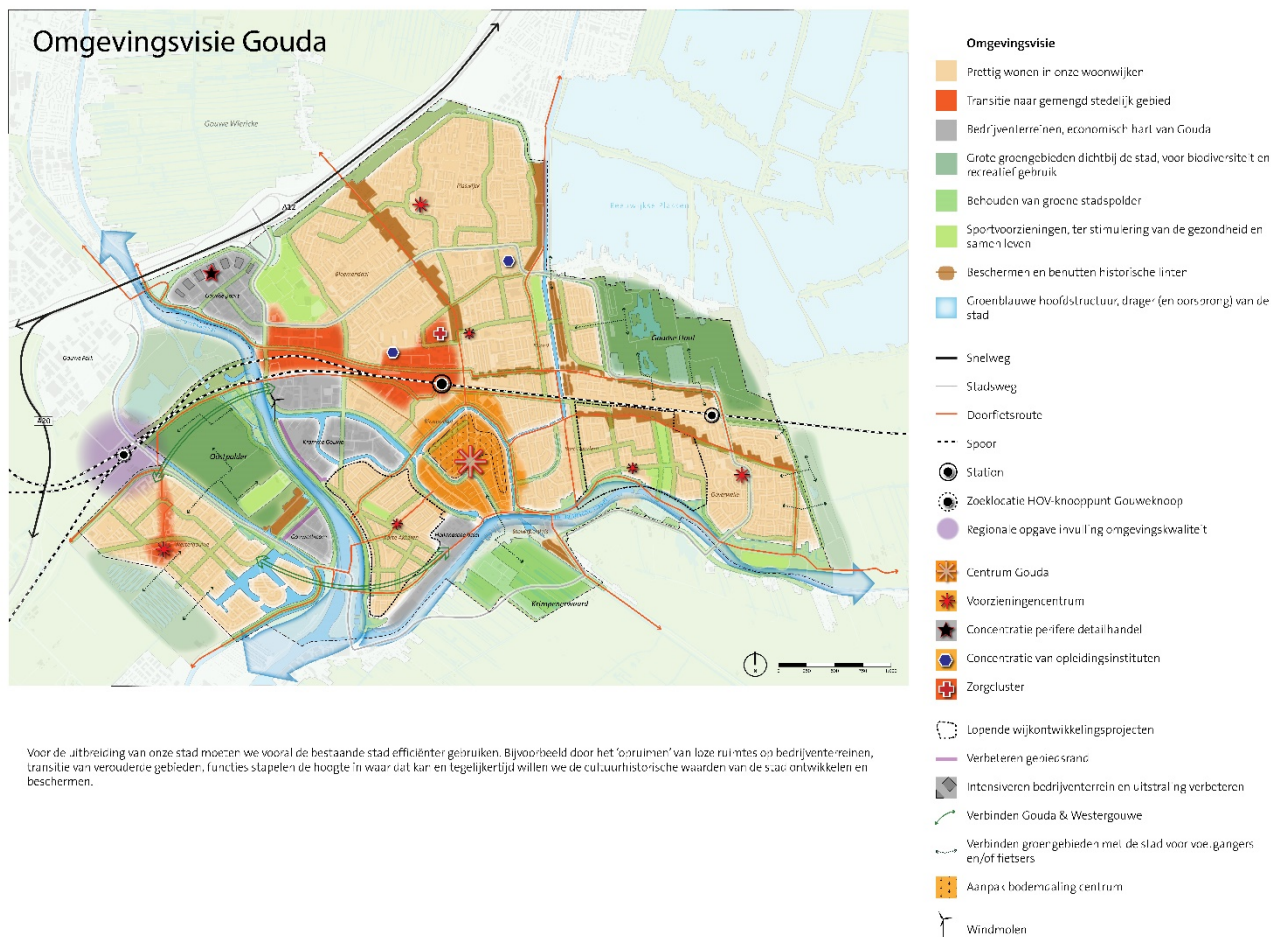 Omgevingsvisie Gouda
Gouwe Wiericke
A12
A20
Gouwe Park
Plaswijck
Bloemendaal
Reeuwijkse Plassen
Goudse Hout
Oostpolder
Kromme Gouwe
Goverwelle
Korte Akkeren
Krimpenerwaard
Voor de uitbreiding van onze stad moeten we vooral de bestaande stad efficiënter gebruiken. Bijvoorbeeld door het 'opruimen' van loze ruimtes op bedrijventerreinen,
transitie van verouderde gebieden, functies stapelen de hoogte in waar dat kan en tegelijkertijd willen we de cultuurhistorische waarden van de stad ontwikkelen en
beschermen.
Omgevingsvisie
Prettig wonen in onze woonwijken
Transitie naar gemengd stedelijk gebied
Bedrijventerreinen, economisch hart van Gouda
Grote groengebieden dichtbij de stad, voor biodiversiteit en
recreatief gebruik
Behouden van groene stadspolder
Sportvoorzieningen, ter stimulering van de gezondheid en
samen leven
Beschermen en benutten historische linten
Groenblauwe hoofdstructuur, drager (en oorsprong) van de
stad
Snelweg
Stadsweg
Doorfietsroute
Spoor
Station
Zoeklocatie HOV-knooppunt Gouweknoop
Regionale opgave invulling omgevingskwaliteit
Centrum Gouda
Voorzieningencentrum
Concentratie perifere detailhandel
Concentratie van opleidingsinstituten
Zorgcluster
Lopende wijkontwikkelingsprojecten
Verbeteren gebiedsrand
Intensiveren bedrijventerrein en uitstraling verbeteren
Verbinden Gouda & Westergouwe
Verbinden groengebieden met de stad voor voetgangers
en/of fietsers
Aanpak bodemdaling centrum
Windmolen